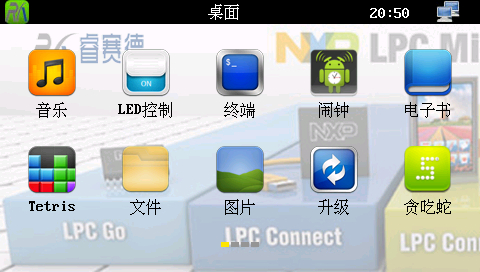 桌面
20:50
睿赛德
NXP LPC Mi
$_
ON
音乐
LED控制
终端
闹钟
电子书
NXP
Tetris
文件
图片
升级
贪吃蛇
LPC Go
LPC Connect
LPC Conn